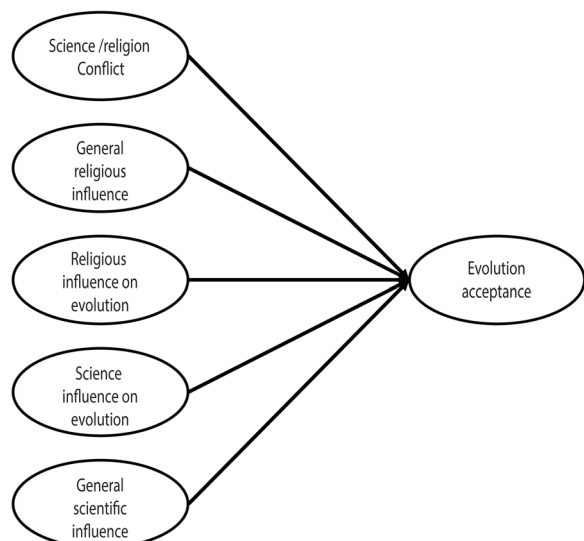 Science /religion
Conflict
General
religious
influence
Religious
influence on
evolution
Evolution
acceptance
Science
influence on
evolution
General
scientific
influence